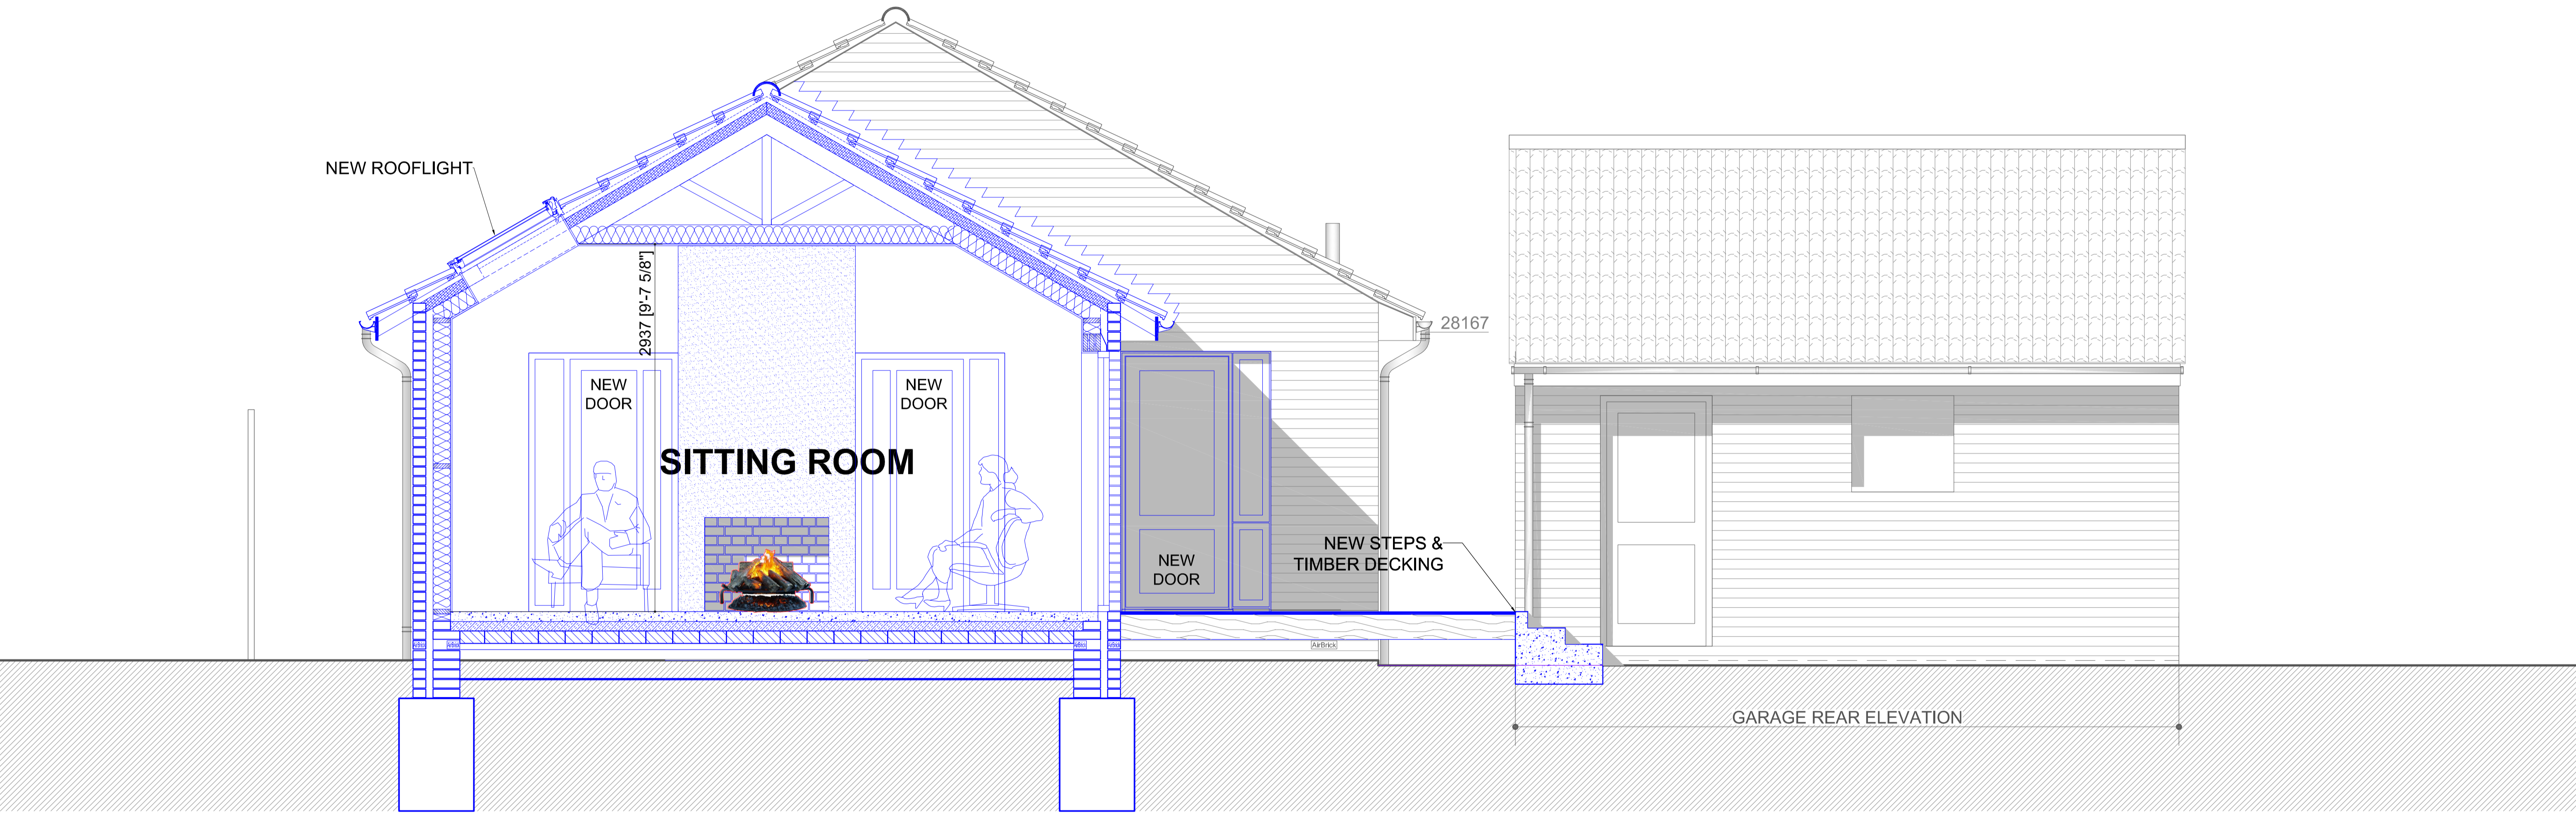 NEW ROOFLIGHT
2937 [9'-7 5/8"]
28167
NEW
DOOR
NEW
DOOR
SITTING ROOM
NEW STEPS &
TIMBER DECKING
NEW
DOOR
AirBrick
GARAGE REAR ELEVATION